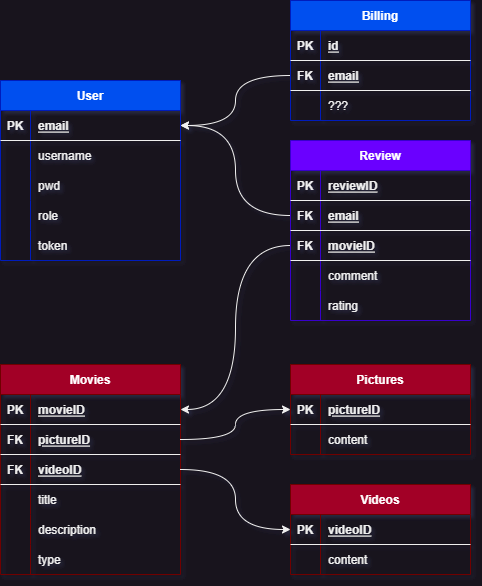 Billing
PK id
FK email
???
User
PK email
username
pwd
role
token
Review
PK reviewID
FK email
FK movieID
comment
rating
Movies
PK movieID
FK pictureID
FK videoID
title
description
type
Pictures
PK pictureID
content
Videos
PK videoID
content